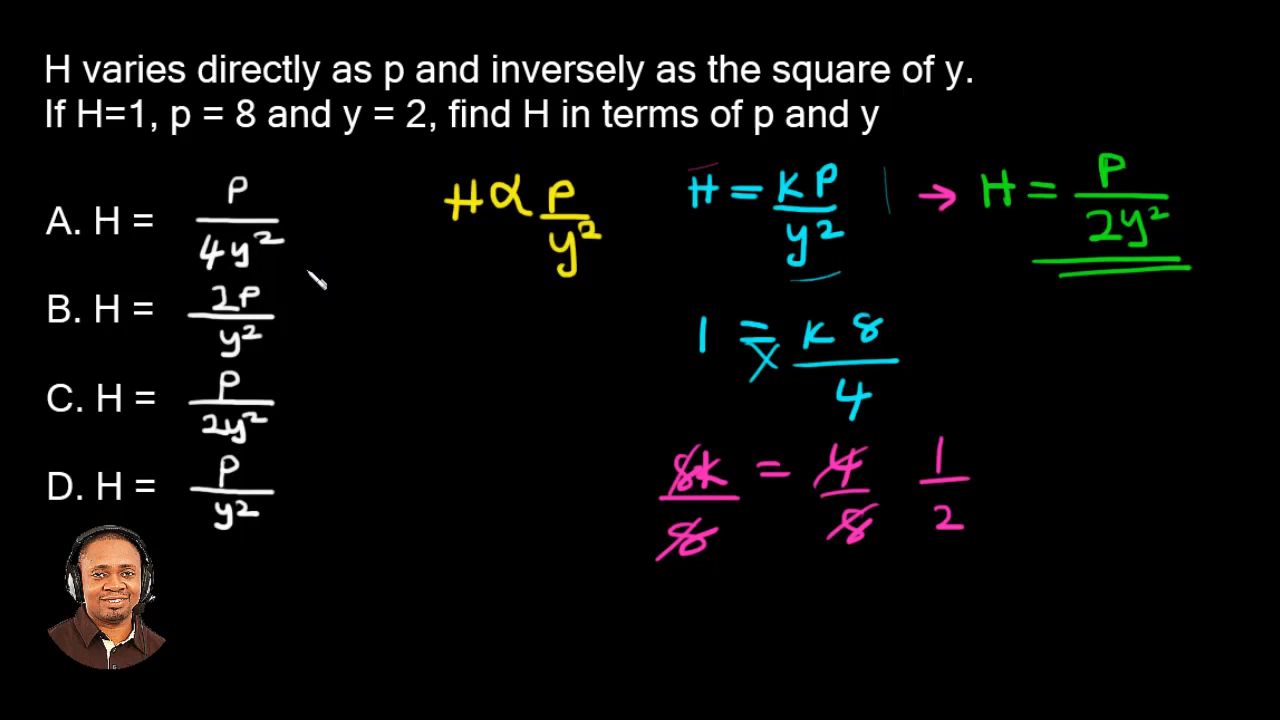 H varies directly as p and inversely as the square of y.
If H=1, p = 8 and y = 2, find H in terms of p and y
A. H = P / 4y²
B. H = 2P / y²
C. H = P / 2y²
D. H = P / y²
H ∝ P / y²
H = KP / y² → H = P / 2y²
1 = K 8 / 4
X
8K / 8 = 4 / 8 1 / 2